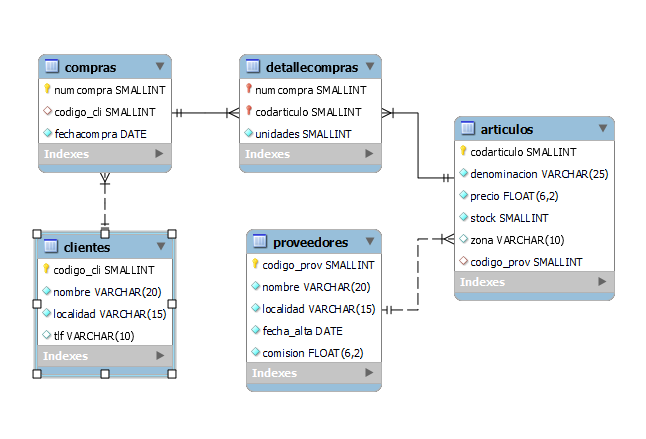 compras
numcompra SMALLINT
codigo_cli SMALLINT
fechacompra DATE
Indexes
detallecompras
numcompra SMALLINT
codarticulo SMALLINT
unidades SMALLINT
Indexes
articulos
codarticulo SMALLINT
denominacion VARCHAR(25)
precio FLOAT(6,2)
stock SMALLINT
zona VARCHAR(10)
codigo_prov SMALLINT
Indexes
clientes
codigo_cli SMALLINT
nombre VARCHAR(20)
localidad VARCHAR(15)
tlf VARCHAR(10)
Indexes
proveedores
codigo_prov SMALLINT
nombre VARCHAR(20)
localidad VARCHAR(15)
fecha_alta DATE
comision FLOAT(6,2)
Indexes